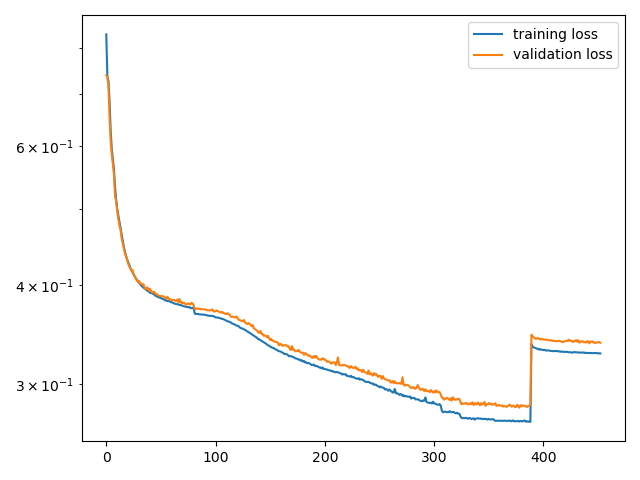 training loss
validation loss
6 × 10⁻¹
4 × 10⁻¹
3 × 10⁻¹
0 100 200 300 400